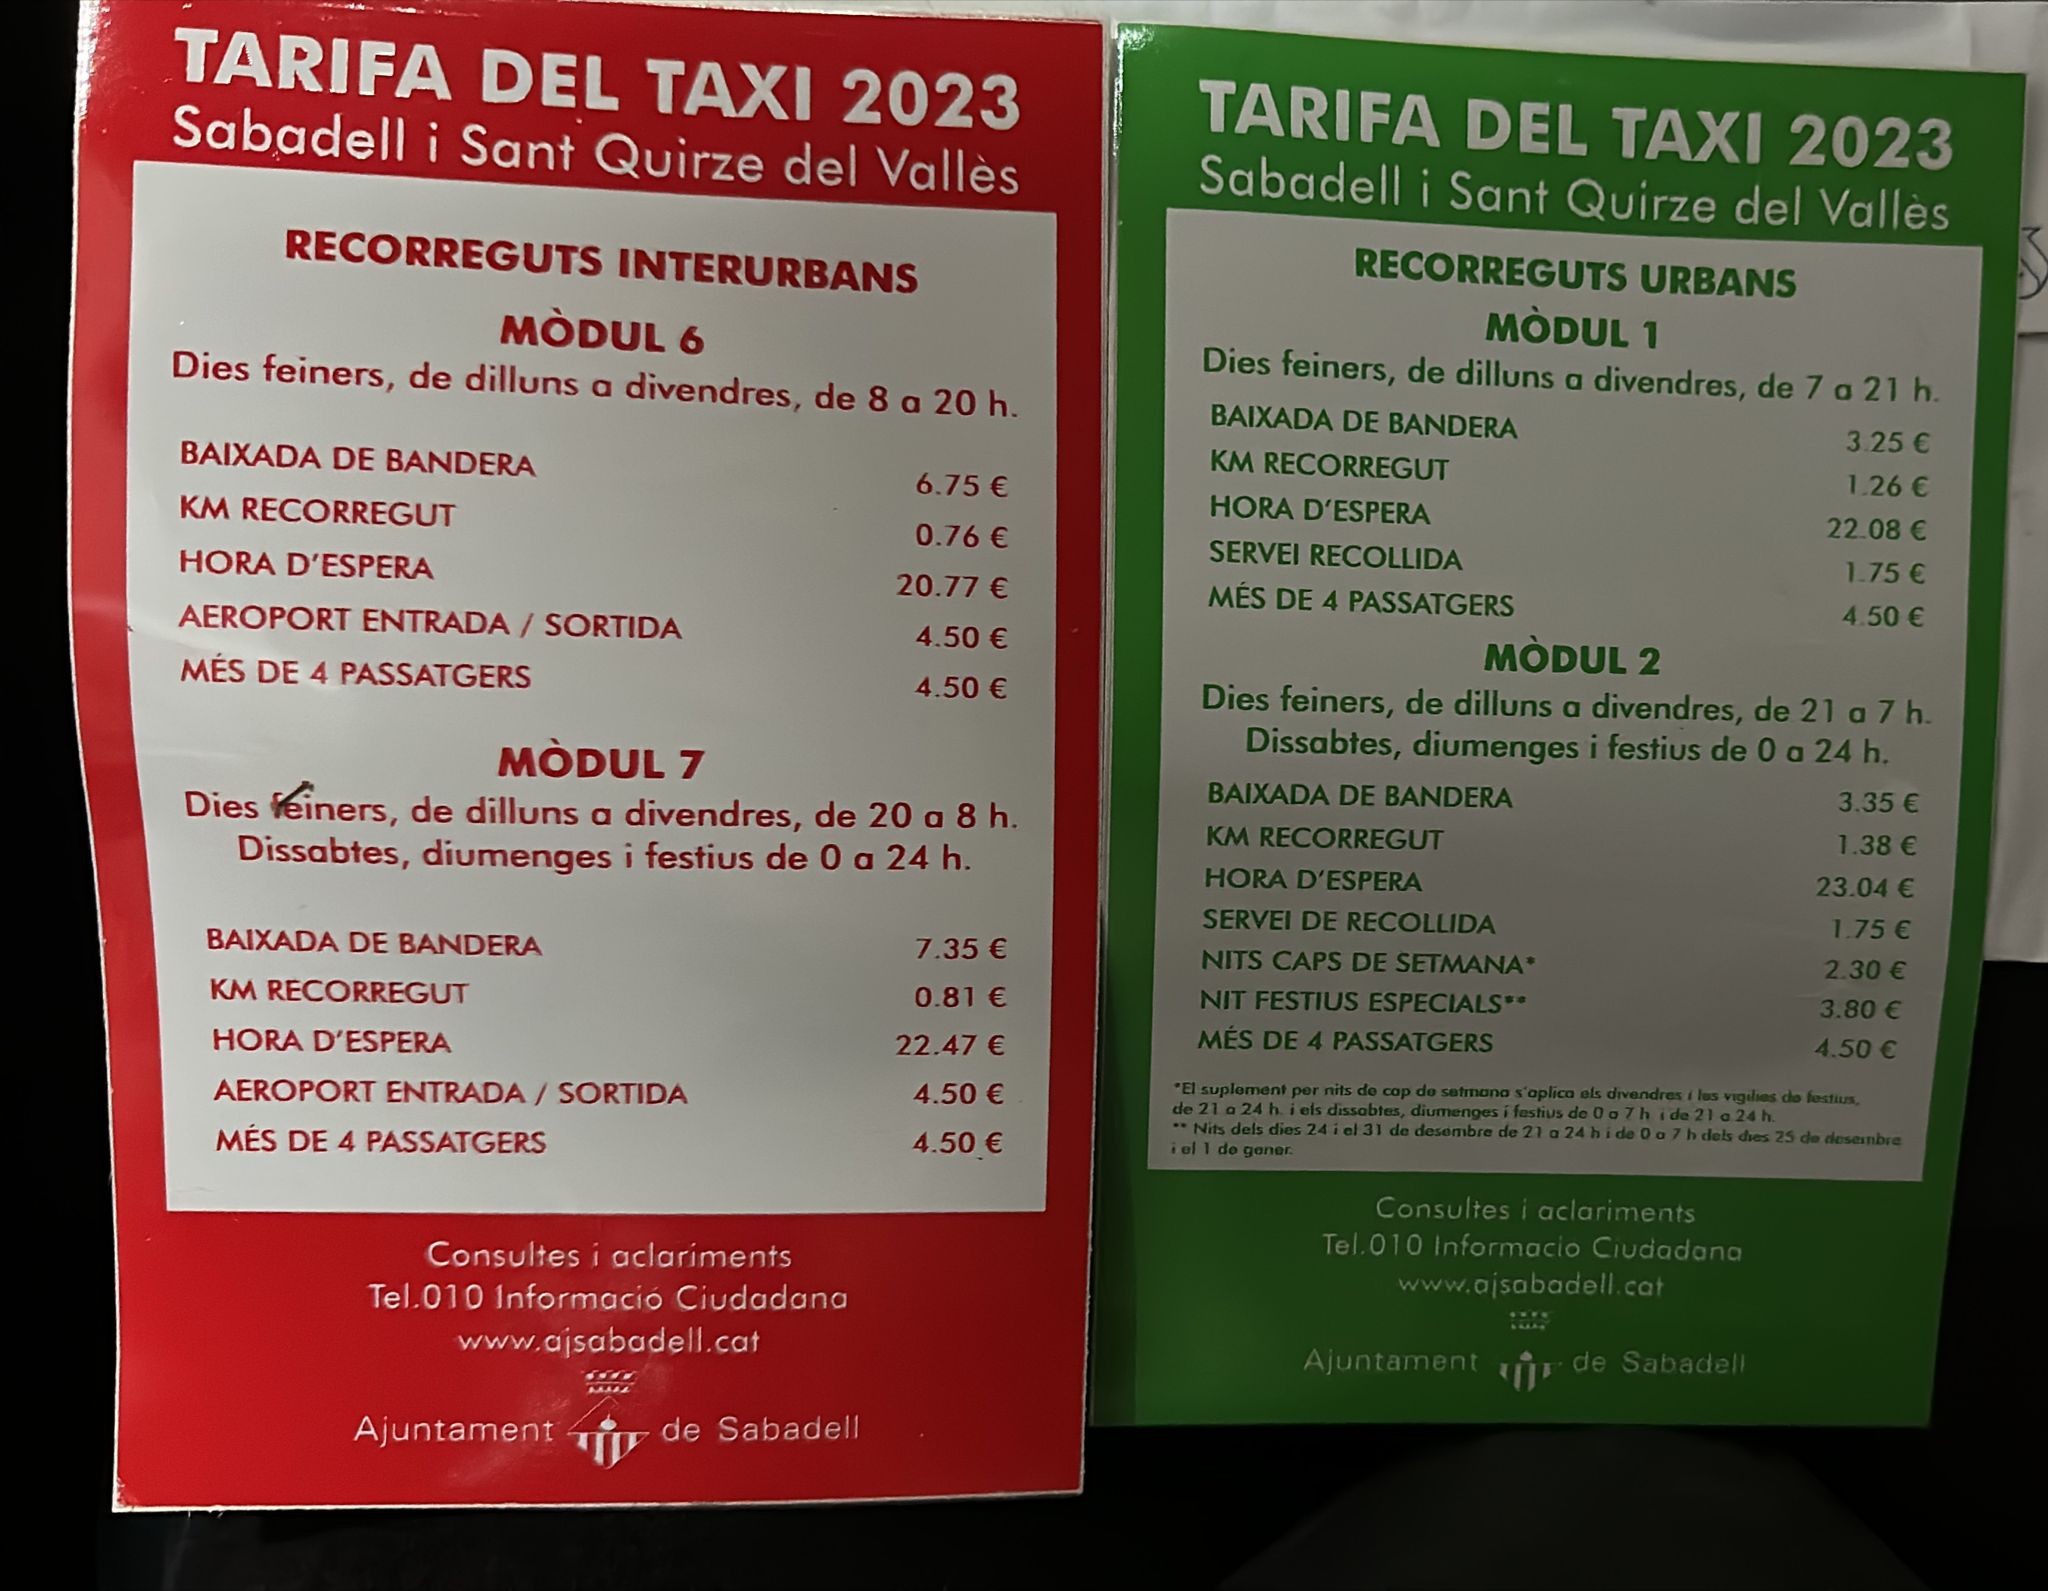 TARIFA DEL TAXI 2023
Sabadell i Sant Quirze del Vallès
RECORREGUTS INTERURBANS
MÒDUL 6
Dies feiners, de dilluns a divendres, de 8 a 20 h.
BAIXADA DE BANDERA 6.75 €
KM RECORREGUT 0.76 €
HORA D'ESPERA 20.77 €
AEROPORT ENTRADA / SORTIDA 4.50 €
MÉS DE 4 PASSATGERS 4.50 €
MÒDUL 7
Dies feiners, de dilluns a divendres, de 20 a 8 h.
Dissabtes, diumenges i festius de 0 a 24 h.
BAIXADA DE BANDERA 7.35 €
KM RECORREGUT 0.81 €
HORA D'ESPERA 22.47 €
AEROPORT ENTRADA / SORTIDA 4.50 €
MÉS DE 4 PASSATGERS 4.50 €
Consultes i aclariments
Tel.010 Informació Ciudadana
www.ajsabadell.cat
Ajuntament de Sabadell
TARIFA DEL TAXI 2023
Sabadell i Sant Quirze del Vallès
RECORREGUTS URBANS
MÒDUL 1
Dies feiners, de dilluns a divendres, de 7 a 21 h.
BAIXADA DE BANDERA 3.25 €
KM RECORREGUT 1.26 €
HORA D'ESPERA 22.08 €
SERVEI RECOLLIDA 1.75 €
MÉS DE 4 PASSATGERS 4.50 €
MÒDUL 2
Dies feiners, de dilluns a divendres, de 21 a 7 h.
Dissabtes, diumenges i festius de 0 a 24 h.
BAIXADA DE BANDERA 3.35 €
KM RECORREGUT 1.38 €
HORA D'ESPERA 23.04 €
SERVEI DE RECOLLIDA 1.75 €
NITS CAPS DE SETMANA* 2.30 €
NIT FESTIUS ESPECIALS** 3.80 €
MÉS DE 4 PASSATGERS 4.50 €
*El suplement per nits de cap de setmana s'aplica els divendres i les vigílies de festius,
de 21 a 24 h. i els dissabtes, diumenges i festius de 0 a 7 h i de 21 a 24 h.
** Nits dels dies 24 i el 31 de desembre de 21 a 24 h i de 0 a 7 h dels dies 25 de desembre
i el 1 de gener.
Consultes i aclariments
Tel.010 Informació Ciudadana
www.ajsabadell.cat
Ajuntament de Sabadell